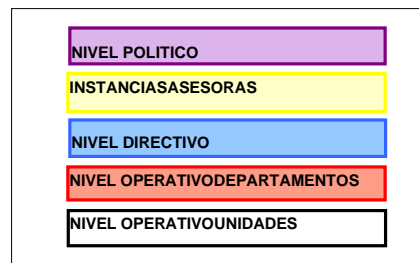 NIVEL POLITICO
INSTANCIASASESORAS
NIVEL DIRECTIVO
NIVEL OPERATIVODEPARTAMENTOS
NIVEL OPERATIVOUNIDADES